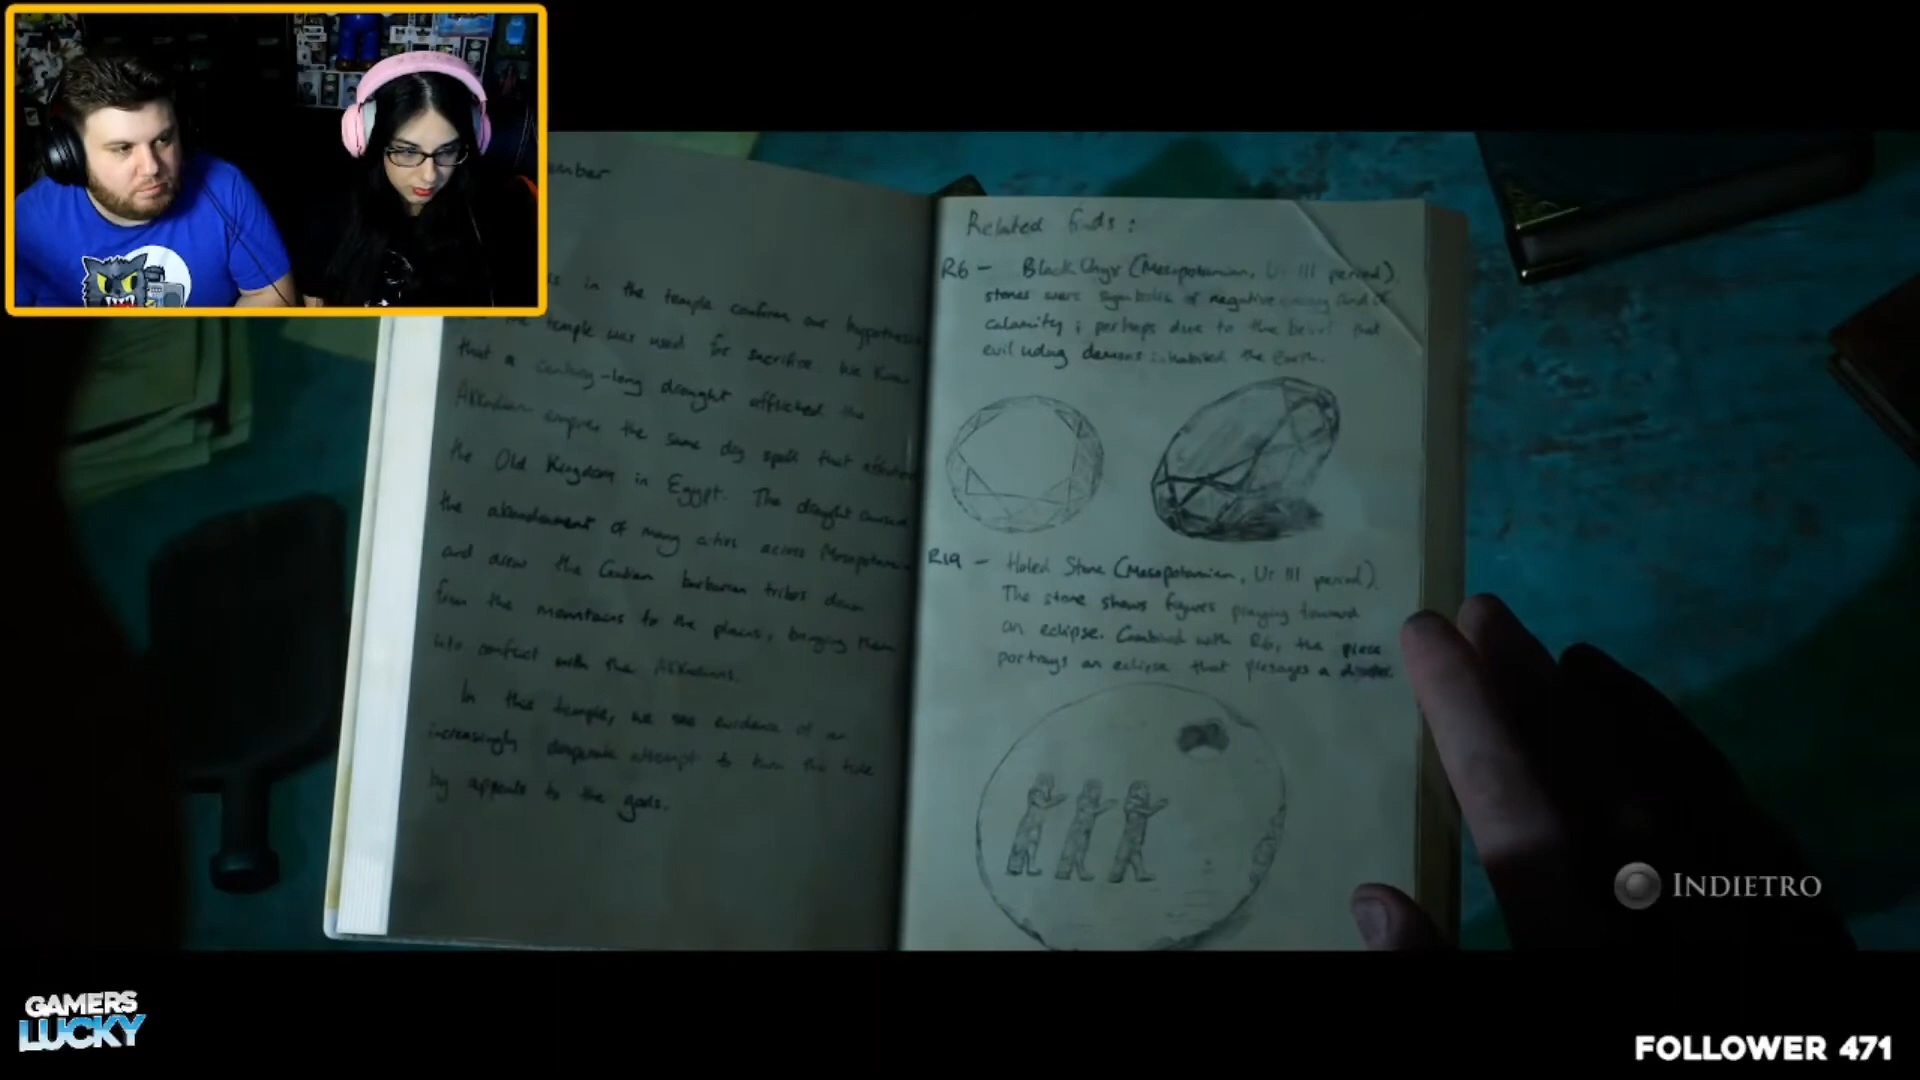 in the temple confirm our hypothesis
the temple was used for sacrifice. We know
that a century-long drought afflicted the
Akkadian empire, the same dry spell that affected
the Old Kingdom in Egypt. The drought caused
the abandonment of many cities across Mesopotamia
and drew the Gutian barbarian tribes down
from the mountains to the plains, bringing them
into conflict with the Akkadians.
In this temple, we see evidence of an
increasingly desperate attempt to turn the tide
by appeals to the gods.
Related finds:
R6 - Black Onyx (Mesopotamian, Ur III period)
stones were symbolic of negative energy and of
calamity; perhaps due to the belief that
evil udug demons inhabited the Earth.
R19 - Holed Stone (Mesopotamian, Ur III period).
The stone shows figures praying toward
an eclipse. Combined with R6, the piece
portrays an eclipse that presages a disaster.
INDIETRO
GAMERS
LUCKY
FOLLOWER 471